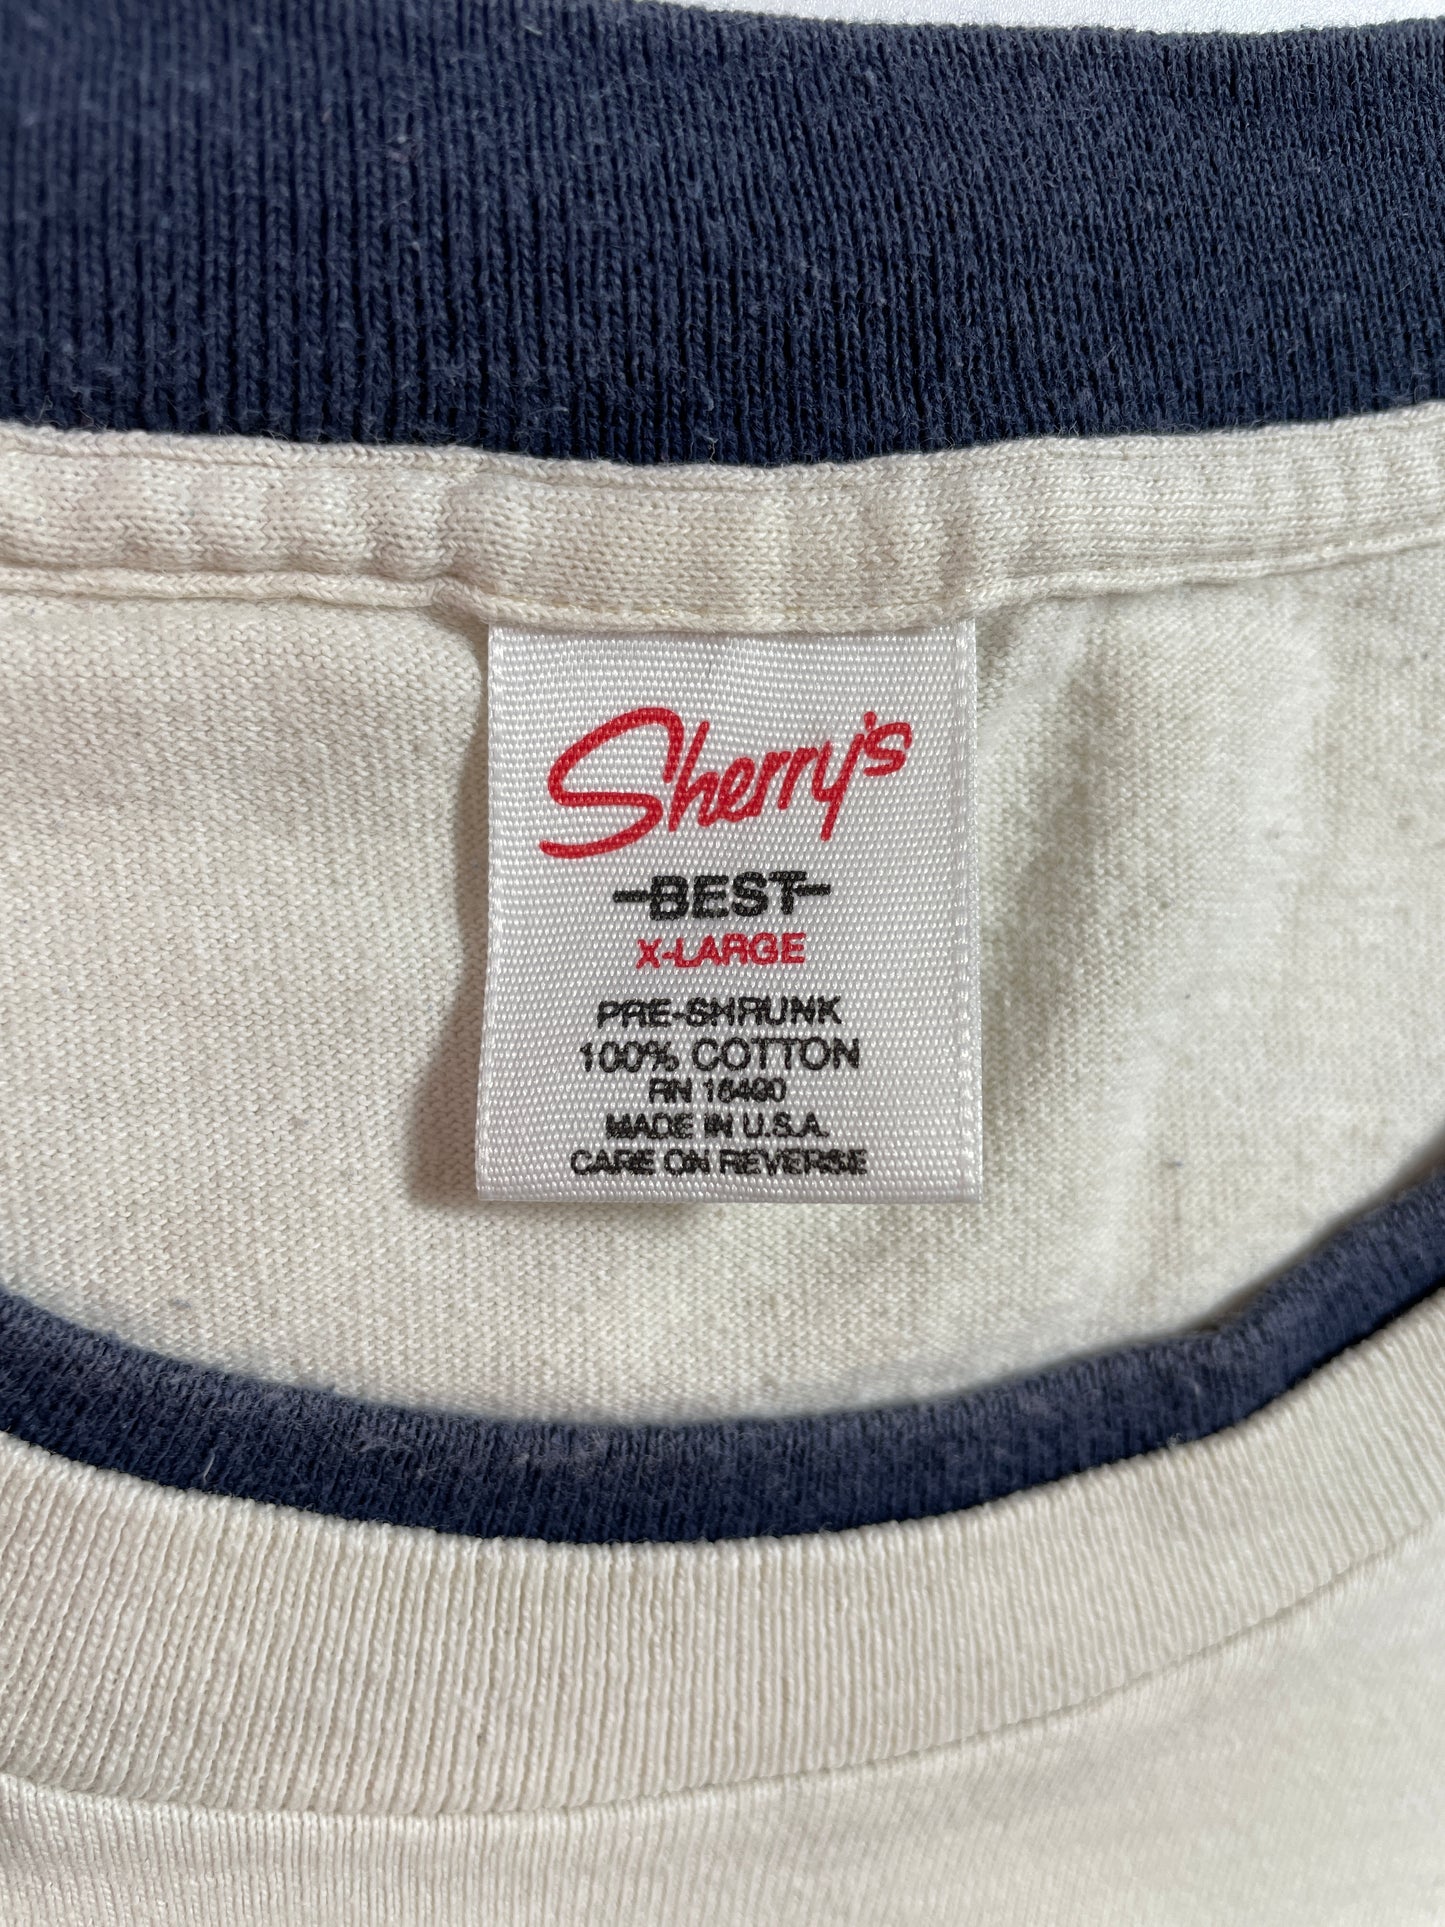 Sherry's
BEST
X-LARGE
PRE-SHRUNK
100% COTTON
RN 16490
MADE IN U.S.A.
CARE ON REVERSE